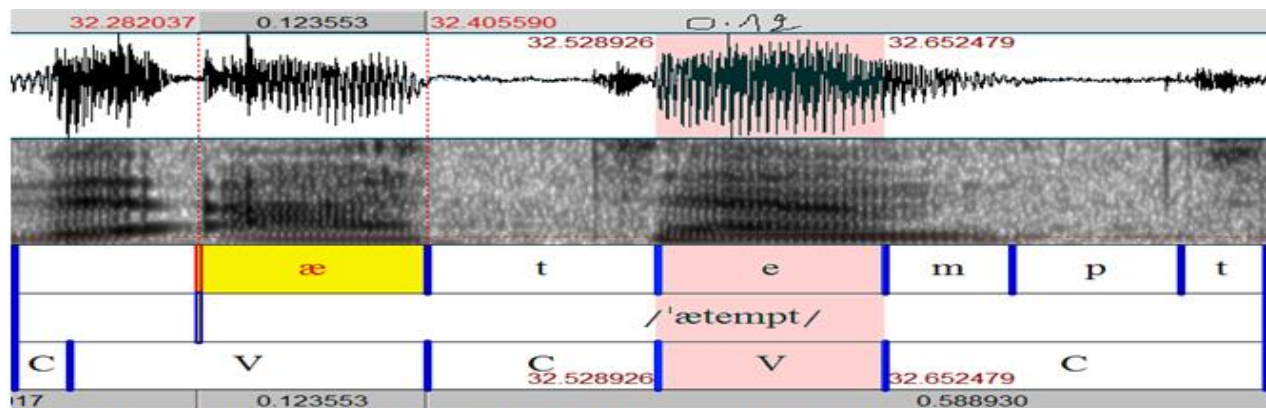 32.282037 0.123553 32.405590 0.12
32.528926 32.652479
æ t e m p t
/ˈætempt/
C V C V C
32.528926 32.652479
017 0.123553 0.588930